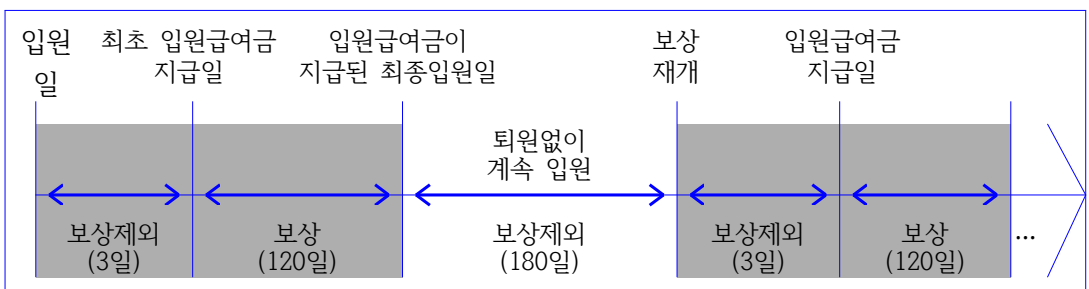 입원
일
최초 입원급여금
지급일
입원급여금이
지급된 최종입원일
보상
재개
입원급여금
지급일
퇴원없이
계속 입원
보상제외
(3일)
보상
(120일)
보상제외
(180일)
보상제외
(3일)
보상
(120일)
...